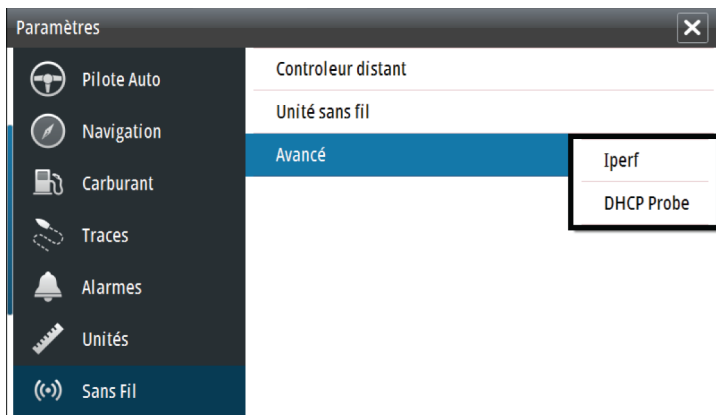 Paramètres
Pilote Auto
Navigation
Carburant
Traces
Alarmes
Unités
Sans Fil
Controleur distant
Unité sans fil
Avancé
Iperf
DHCP Probe